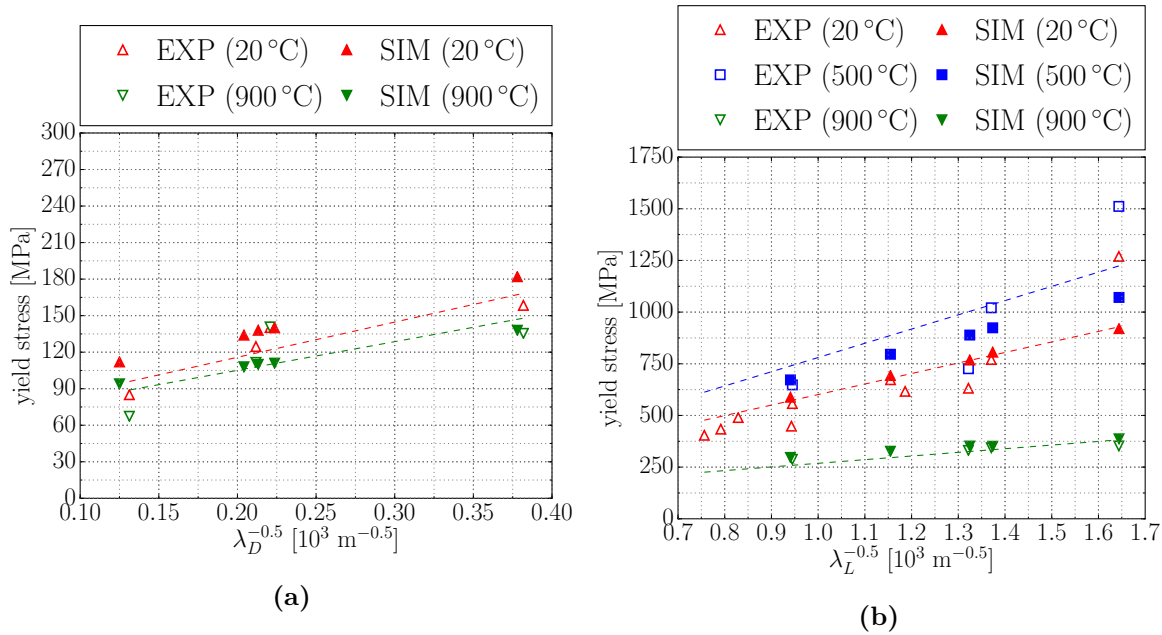 EXP (20 °C) SIM (20 °C)
EXP (900 °C) SIM (900 °C)
300
270
240
210
180
150
120
90
60
30
0
yield stress [MPa]
0.10 0.15 0.20 0.25 0.30 0.35 0.40
λ_D^{-0.5} [10^3 m^{-0.5}]
(a)
EXP (20 °C) SIM (20 °C)
EXP (500 °C) SIM (500 °C)
EXP (900 °C) SIM (900 °C)
1750
1500
1250
1000
750
500
250
0
yield stress [MPa]
0.7 0.8 0.9 1.0 1.1 1.2 1.3 1.4 1.5 1.6 1.7
λ_L^{-0.5} [10^3 m^{-0.5}]
(b)